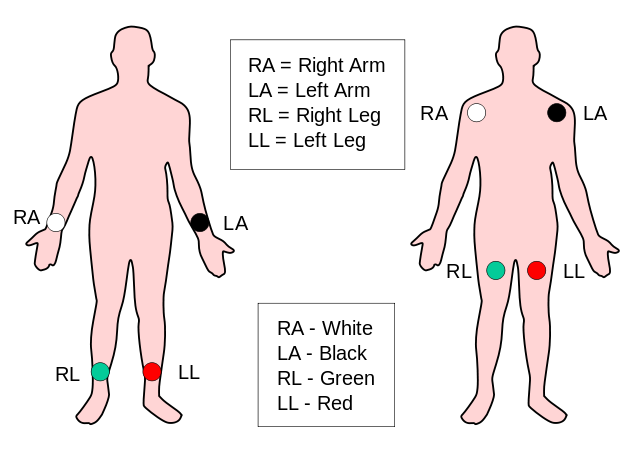 RA = Right Arm
LA = Left Arm
RL = Right Leg
LL = Left Leg
RA
LA
RL
LL
RA
LA
RL
LL
RA - White
LA - Black
RL - Green
LL - Red